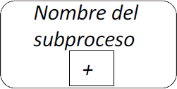 Nombre del
subproceso
+